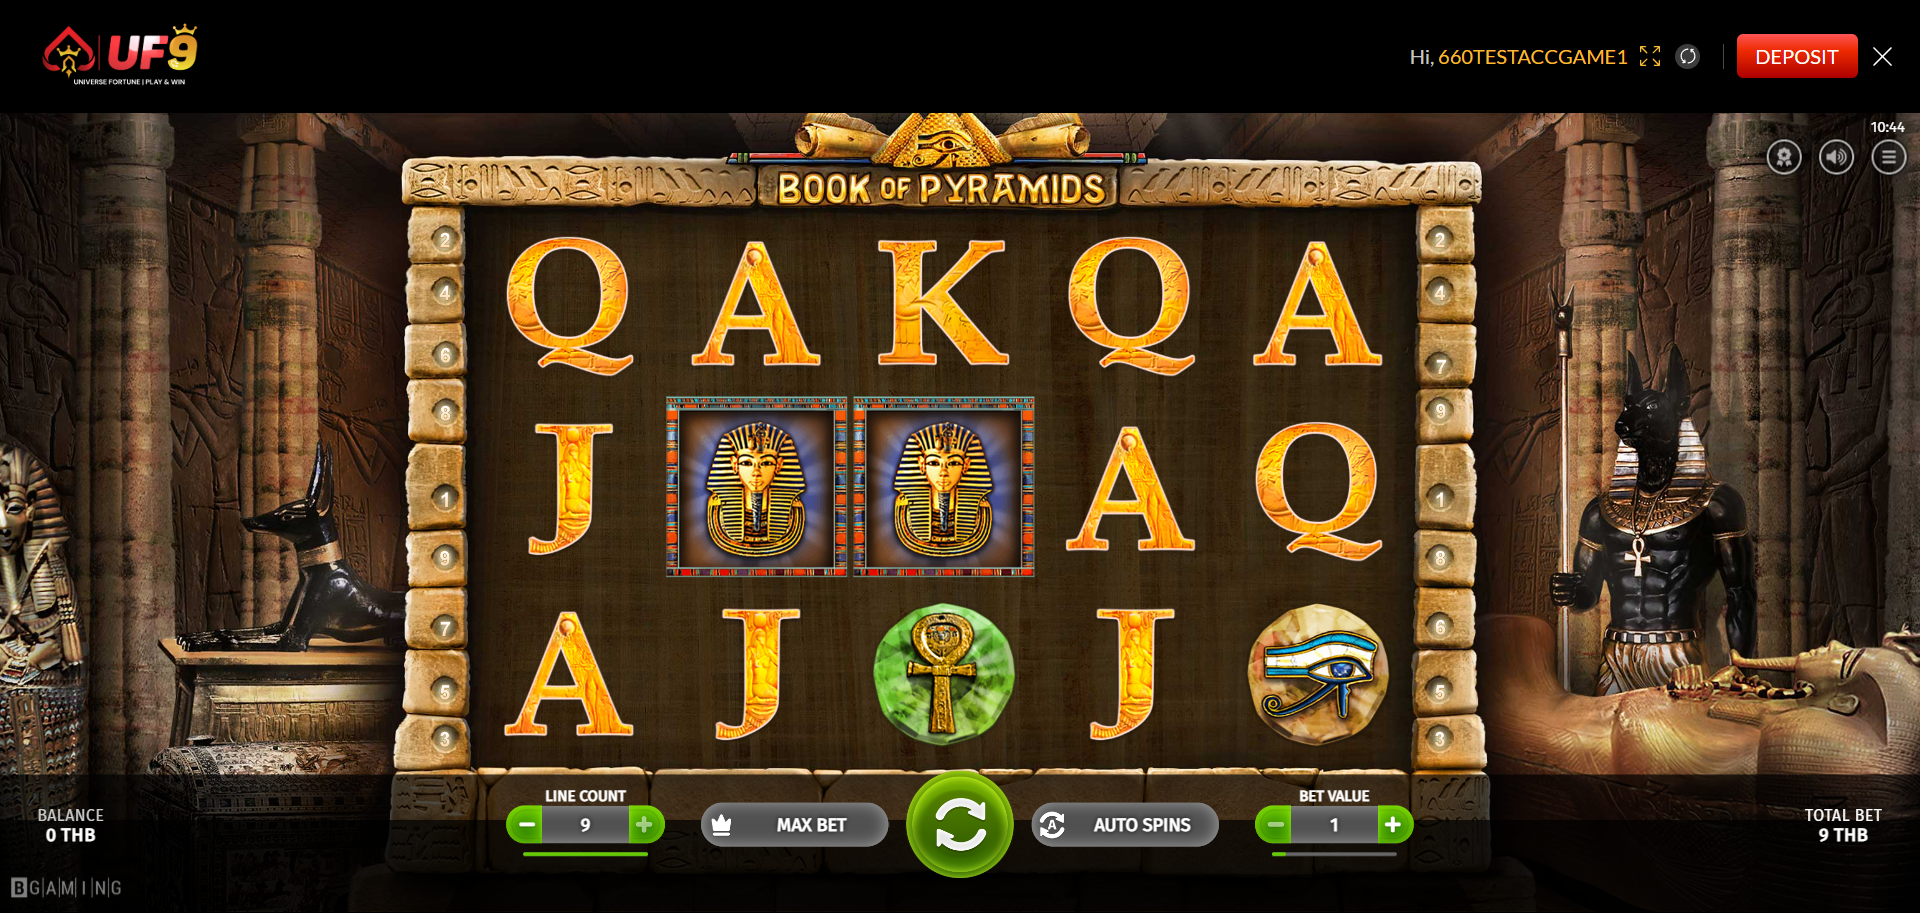 UF9
UNIVERSE FORTUNE | PLAY & WIN
Hi, 660TESTACCGAME1
DEPOSIT
10:44
BOOK OF PYRAMIDS
2 Q A K Q A 2
4 4
6 7
8 9
J A Q
1 1
9 8
7 6
A J J
5 5
3 3
BALANCE
0 THB
LINE COUNT
9
MAX BET
A
AUTO SPINS
BET VALUE
1
TOTAL BET
9 THB
BGAMING